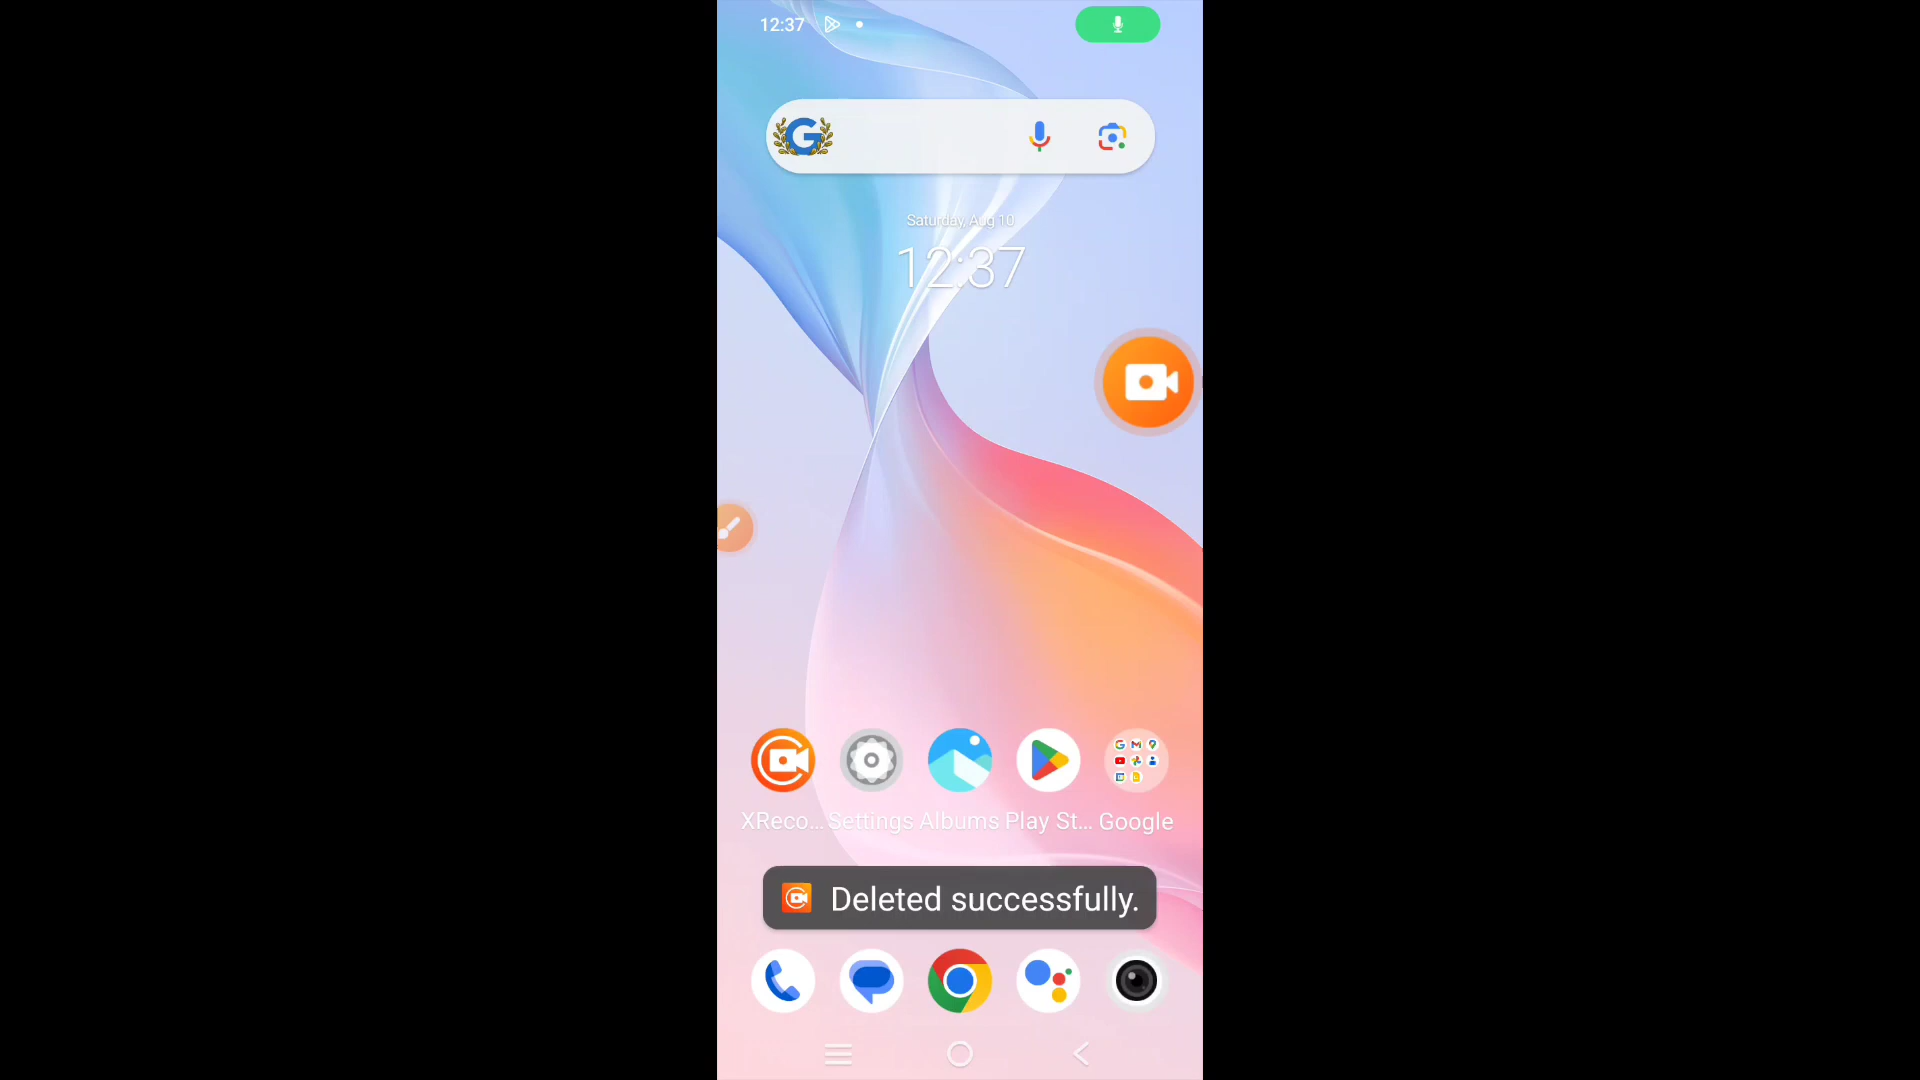 12:37
G
Saturday, Aug 10
12:37
XReco... Settings Albums Play St... Google
Deleted successfully.